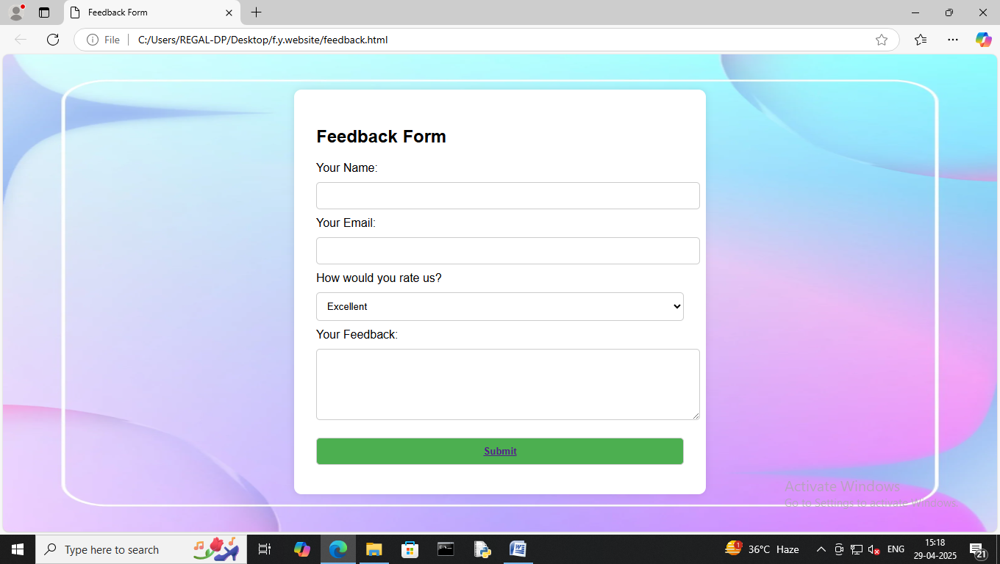 Feedback Form
File
C:/Users/REGAL-DP/Desktop/f.y.website/feedback.html
Feedback Form
Your Name:
Your Email:
How would you rate us?
Excellent
Your Feedback:
Submit
Activate Windows
Go to Settings to activate Windows.
Type here to search
1
36°C Haze
ENG
15:18
29-04-2025
21